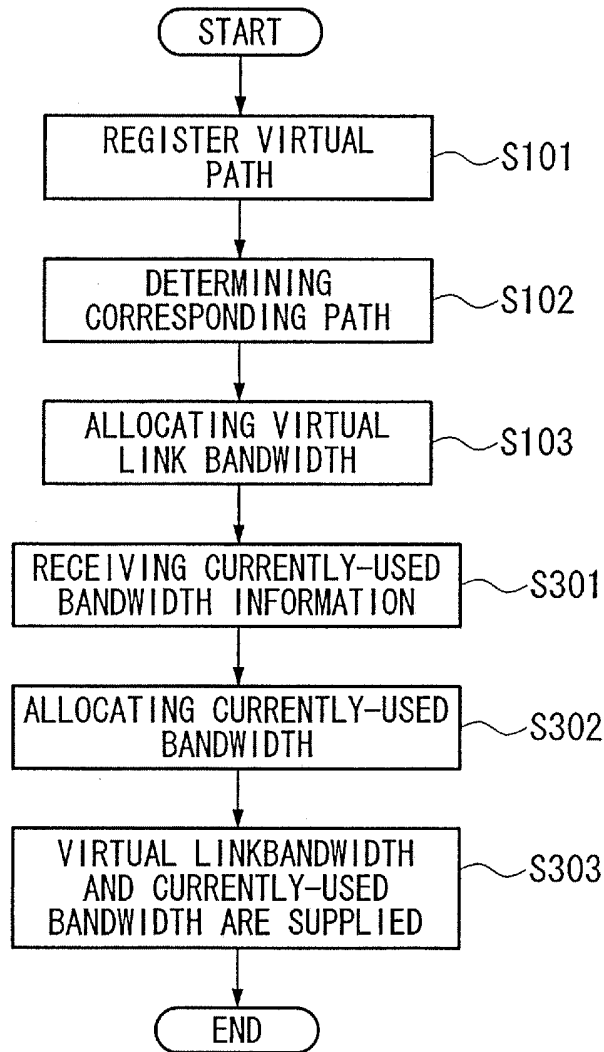 START
REGISTER VIRTUAL
PATH
S101
DETERMINING
CORRESPONDING PATH
S102
ALLOCATING VIRTUAL
LINK BANDWIDTH
S103
RECEIVING CURRENTLY-USED
BANDWIDTH INFORMATION
S301
ALLOCATING CURRENTLY-USED
BANDWIDTH
S302
VIRTUAL LINKBANDWIDTH
AND CURRENTLY-USED
BANDWIDTH ARE SUPPLIED
S303
END